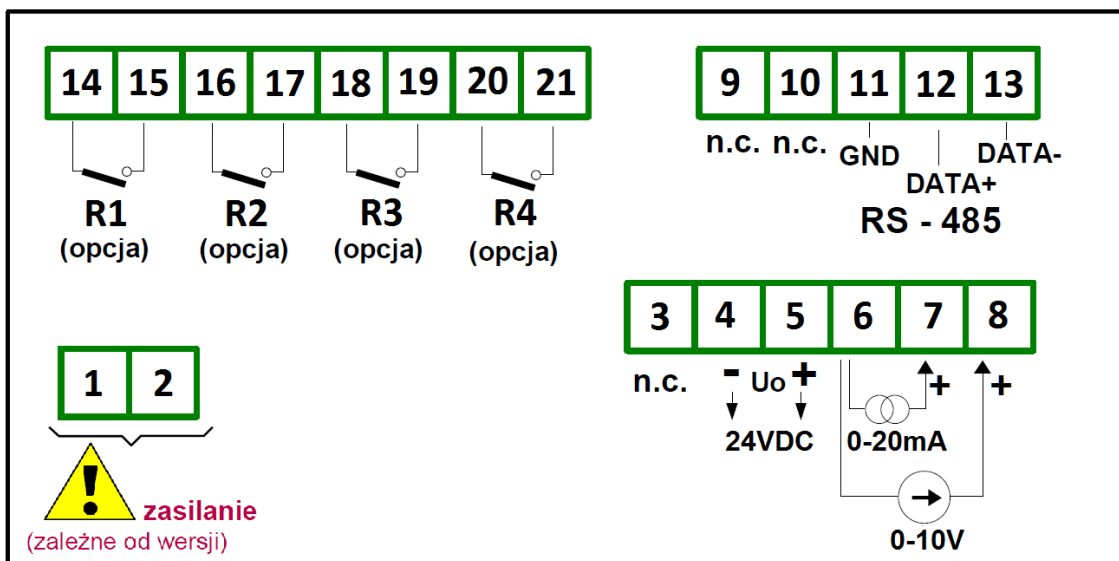 14 15 16 17 18 19 20 21
R1 R2 R3 R4
(opcja) (opcja) (opcja) (opcja)
9 10 11 12 13
n.c. n.c. GND DATA-
DATA+
RS - 485
1 2
! zasilanie
(zależne od wersji)
3 4 5 6 7 8
n.c. - Uo + + +
24VDC 0-20mA
0-10V